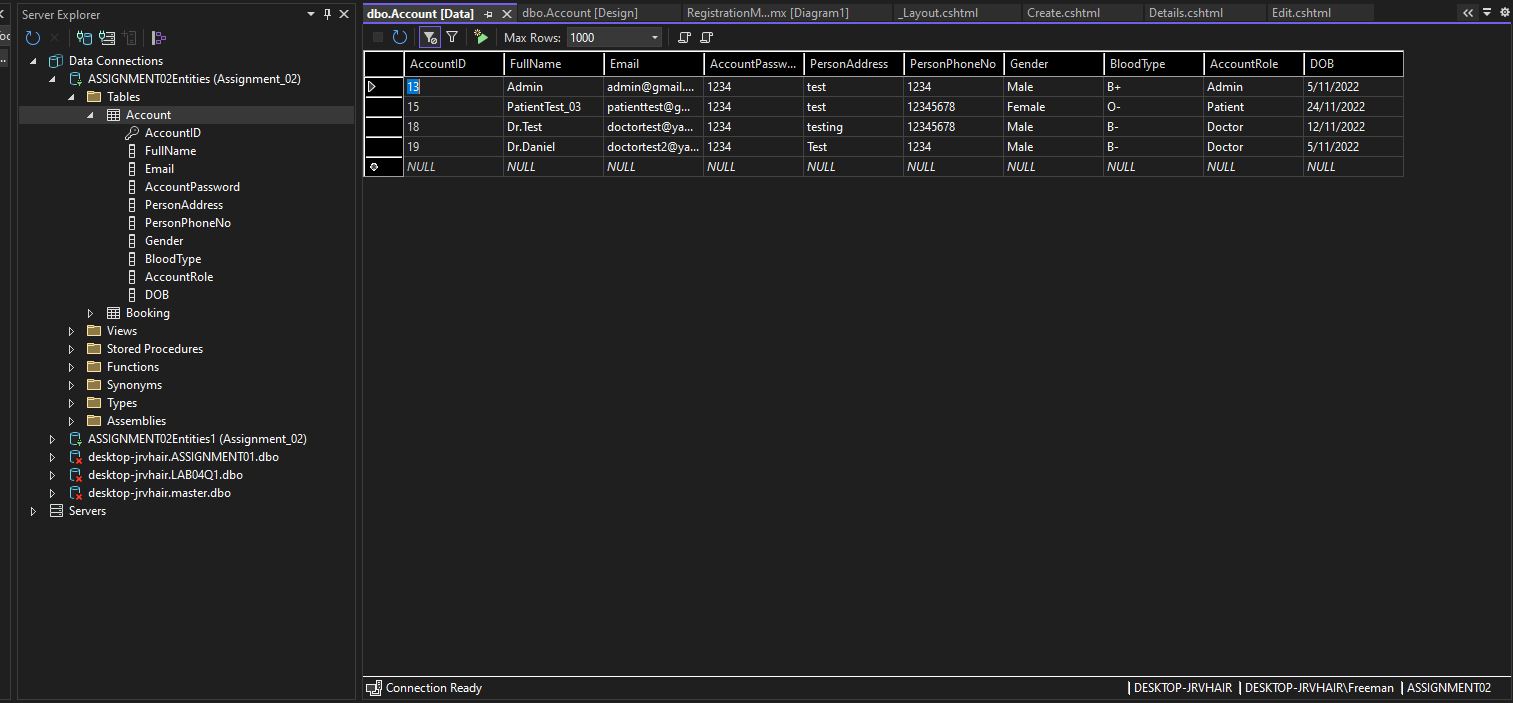 Server Explorer
Data Connections
ASSIGNMENT02Entities (Assignment_02)
Tables
Account
AccountID
FullName
Email
AccountPassword
PersonAddress
PersonPhoneNo
Gender
BloodType
AccountRole
DOB
Booking
Views
Stored Procedures
Functions
Synonyms
Types
Assemblies
ASSIGNMENT02Entities1 (Assignment_02)
desktop-jrvhair.ASSIGNMENT01.dbo
desktop-jrvhair.LAB04Q1.dbo
desktop-jrvhair.master.dbo
Servers
dbo.Account [Data] dbo.Account [Design] RegistrationM...mx [Diagram1] _Layout.cshtml Create.cshtml Details.cshtml Edit.cshtml
Max Rows: 1000
AccountID FullName Email AccountPassw... PersonAddress PersonPhoneNo Gender BloodType AccountRole DOB
13 Admin admin@gmail.... 1234 test 1234 Male B+ Admin 5/11/2022
15 PatientTest_03 patienttest@g... 1234 test 12345678 Female O- Patient 24/11/2022
18 Dr.Test doctortest@ya... 1234 testing 12345678 Male B- Doctor 12/11/2022
19 Dr.Daniel doctortest2@ya... 1234 Test 1234 Male B- Doctor 5/11/2022
NULL NULL NULL NULL NULL NULL NULL NULL NULL NULL
Connection Ready DESKTOP-JRVHAIR DESKTOP-JRVHAIR\Freeman ASSIGNMENT02